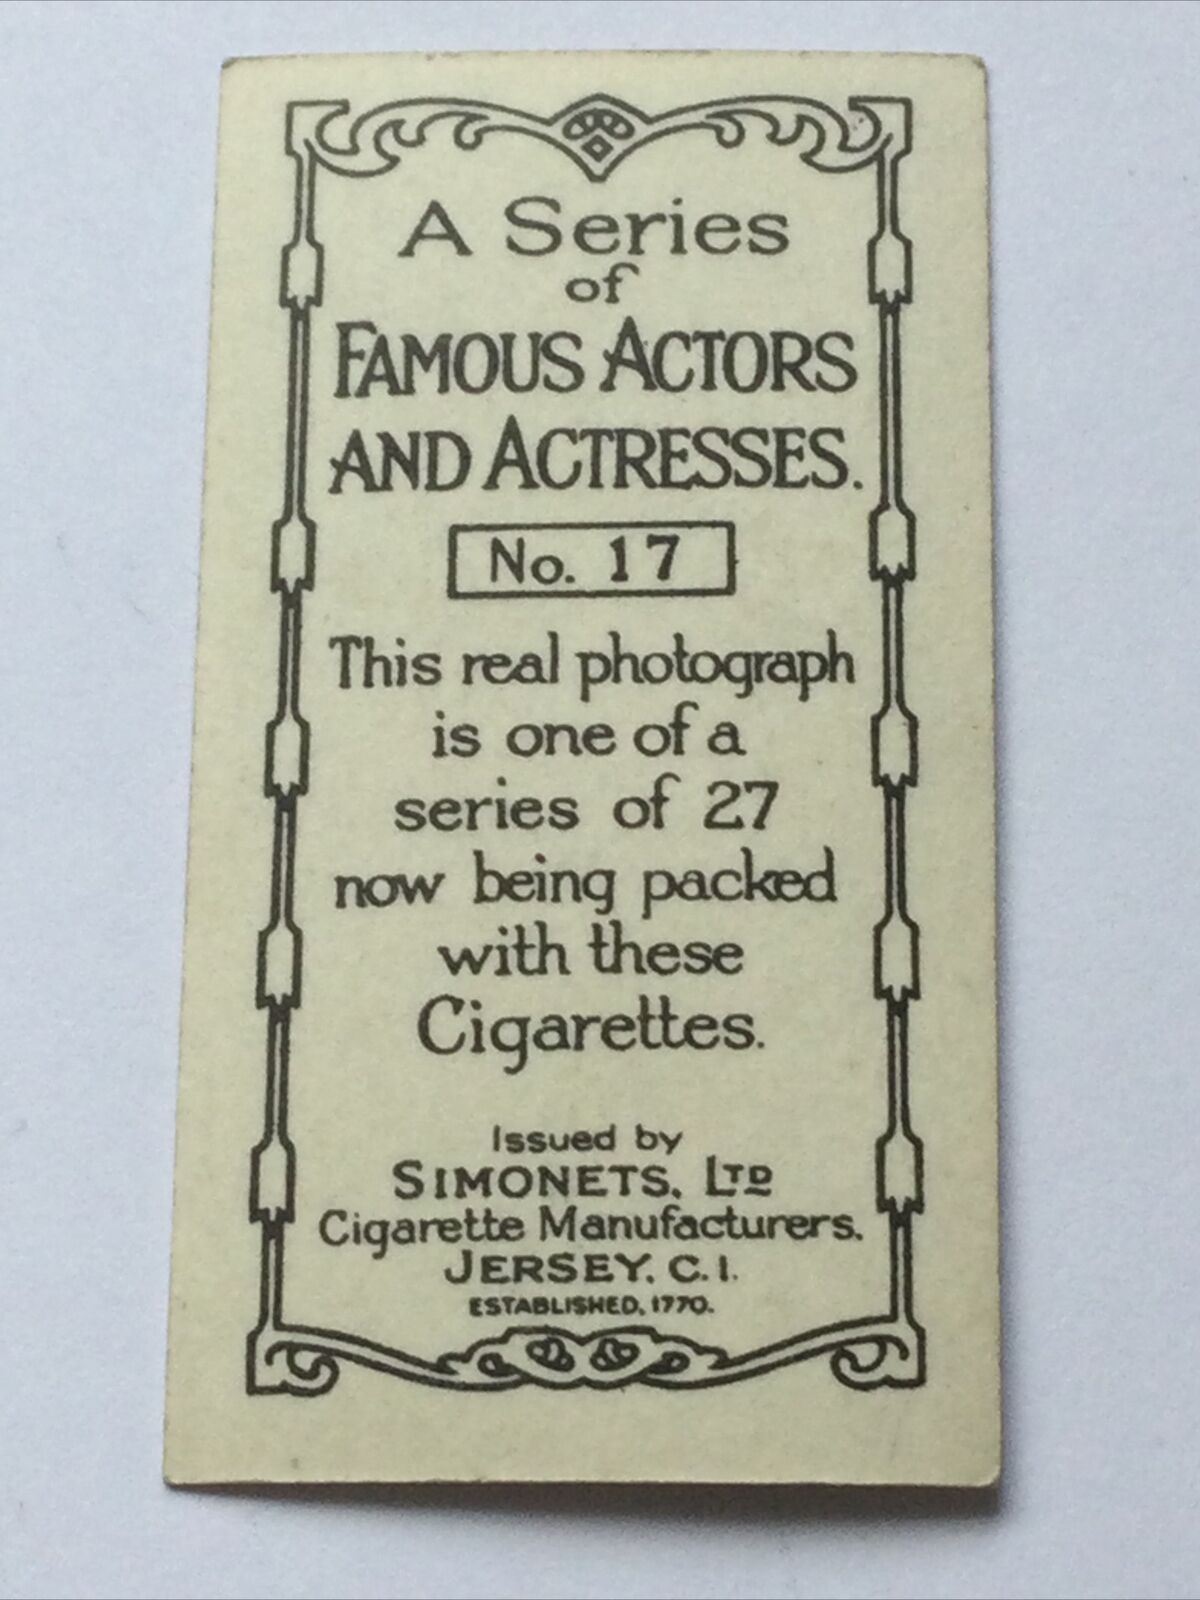 A Series
of
FAMOUS ACTORS
AND ACTRESSES.
No. 17
This real photograph
is one of a
series of 27
now being packed
with these
Cigarettes.
Issued by
SIMONETS, LTD
Cigarette Manufacturers.
JERSEY. C.I.
ESTABLISHED, 1770.